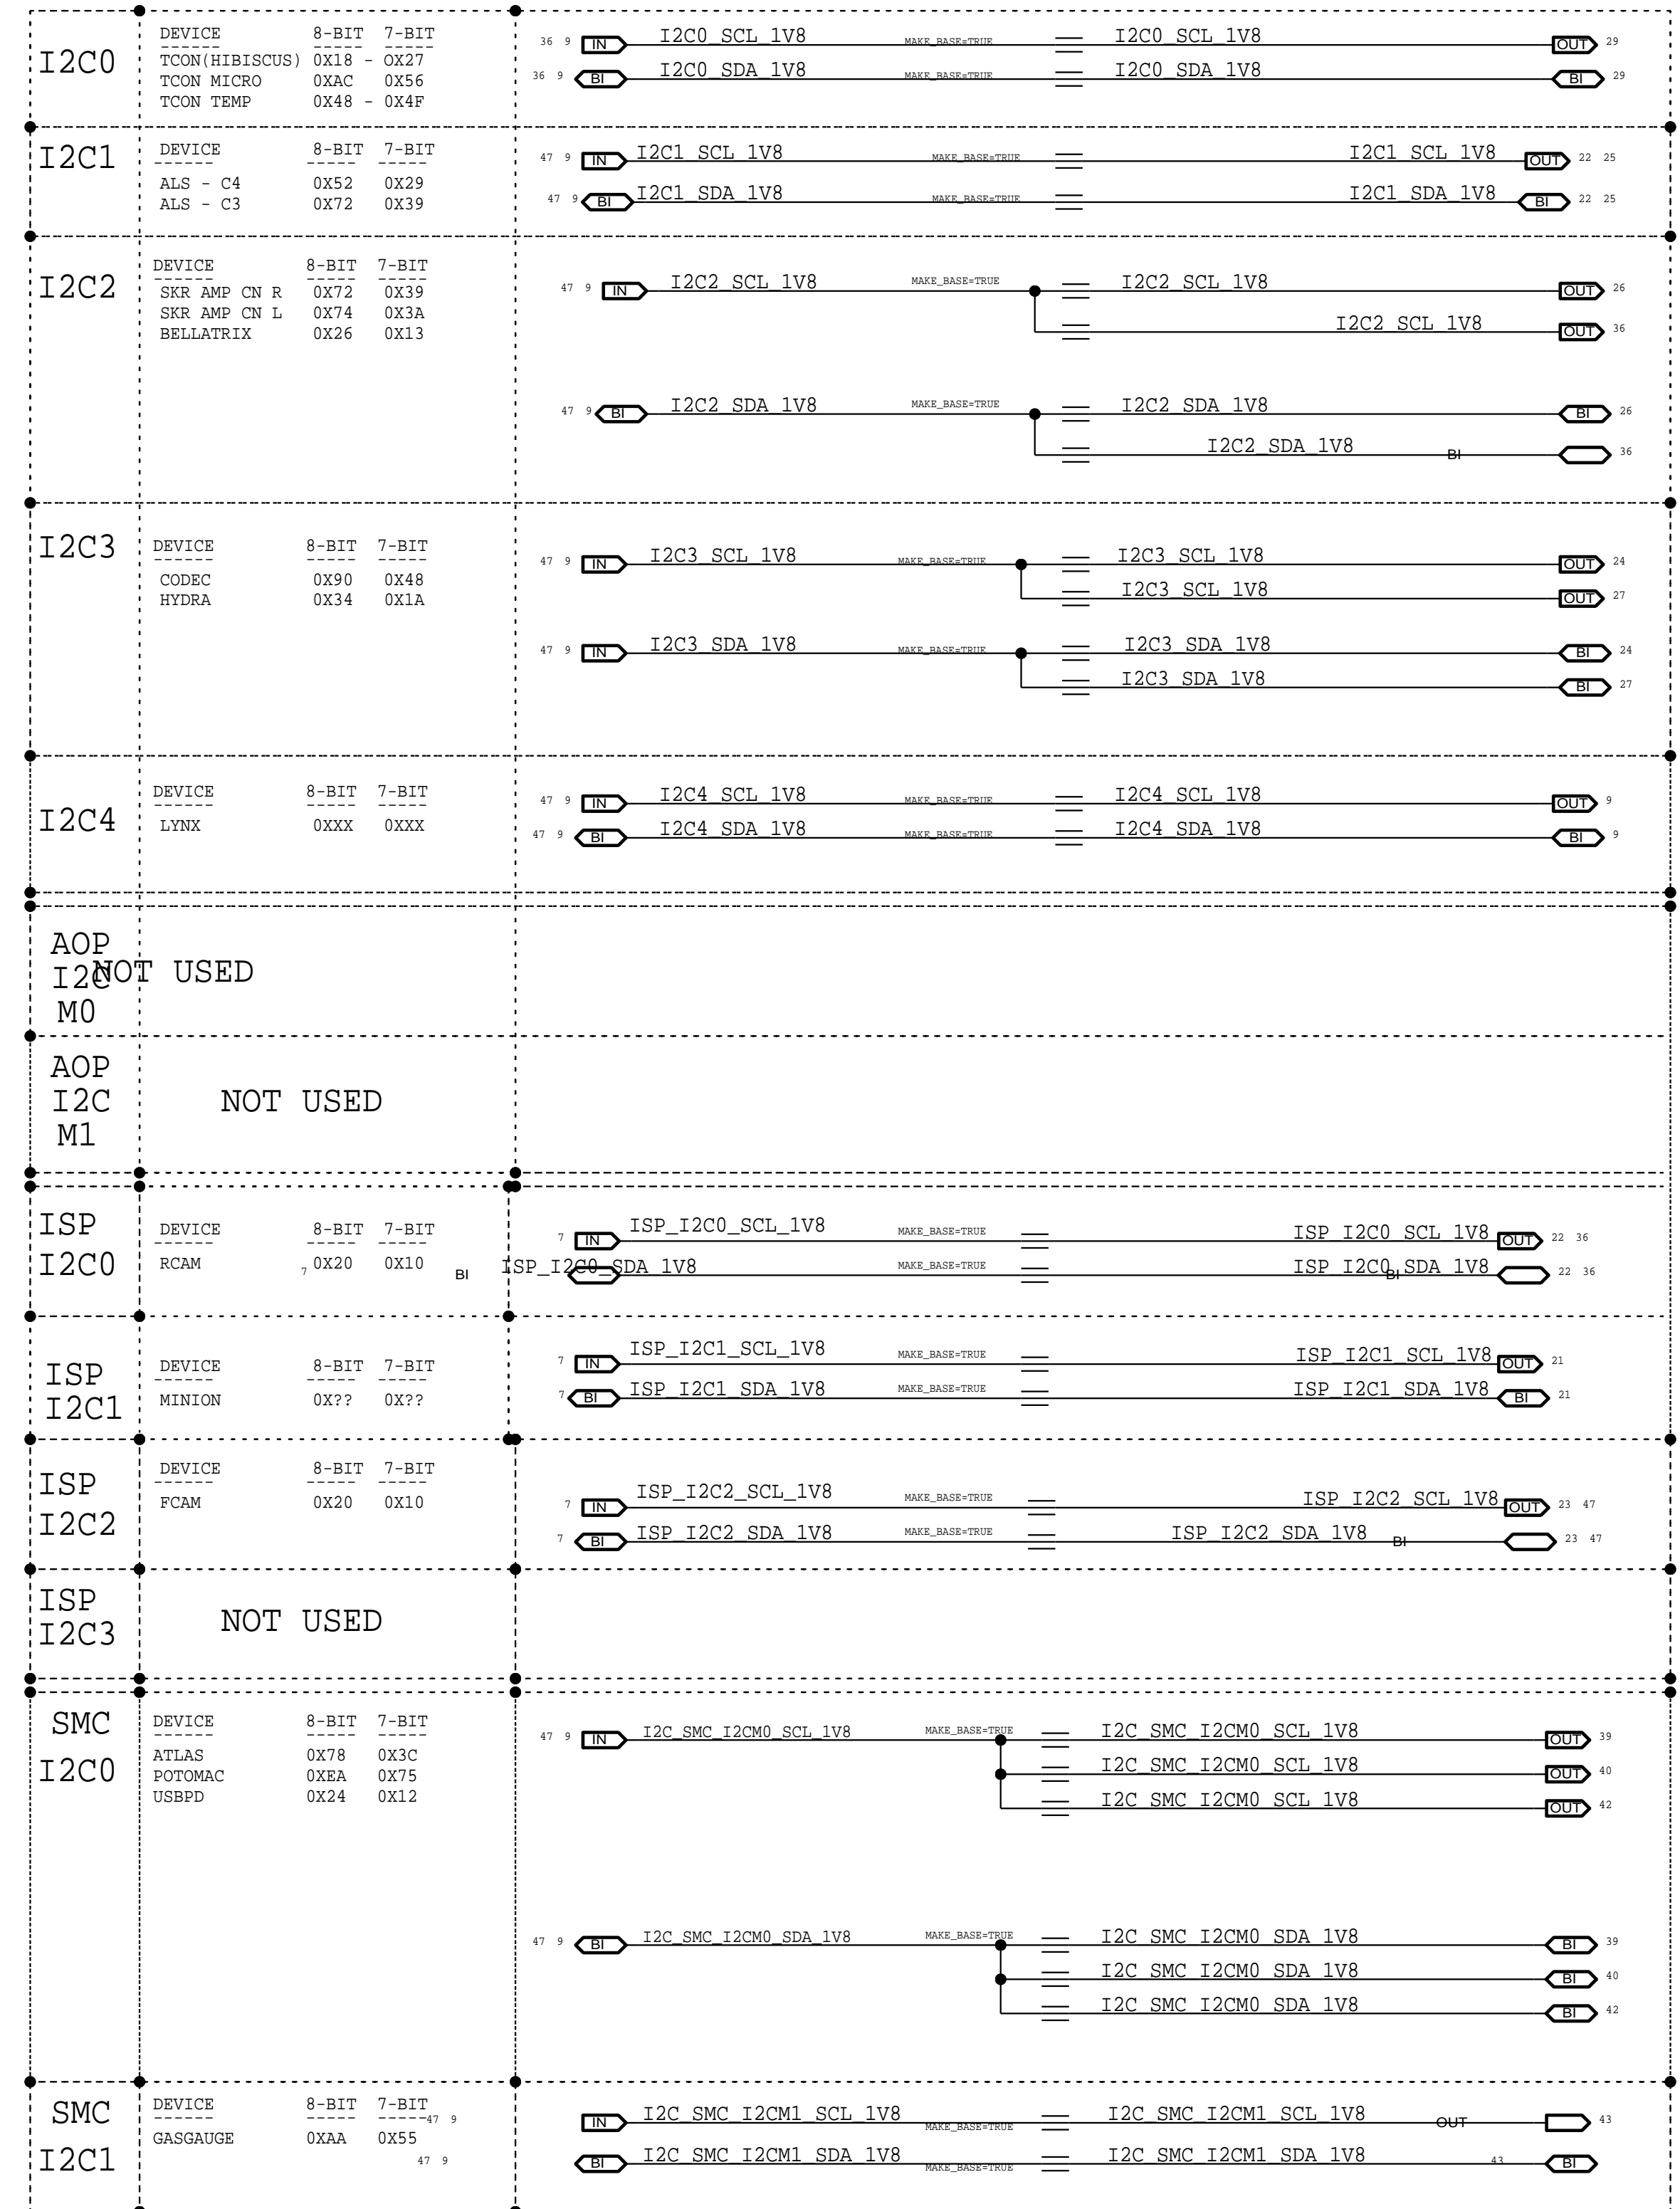 I2C0
DEVICE 8-BIT 7-BIT
------ ----- -----
TCON(HIBISCUS) 0X18 - OX27
TCON MICRO 0XAC 0X56
TCON TEMP 0X48 - 0X4F
36 9 IN I2C0_SCL_1V8 MAKE_BASE=TRUE I2C0_SCL_1V8 OUT 29
36 9 BI I2C0_SDA_1V8 MAKE_BASE=TRUE I2C0_SDA_1V8 BI 29
I2C1
DEVICE 8-BIT 7-BIT
------ ----- -----
ALS - C4 0X52 0X29
ALS - C3 0X72 0X39
47 9 IN I2C1_SCL_1V8 MAKE_BASE=TRUE I2C1_SCL_1V8 OUT 22 25
47 9 BI I2C1_SDA_1V8 MAKE_BASE=TRUE I2C1_SDA_1V8 BI 22 25
I2C2
DEVICE 8-BIT 7-BIT
------ ----- -----
SKR AMP CN R 0X72 0X39
SKR AMP CN L 0X74 0X3A
BELLATRIX 0X26 0X13
47 9 IN I2C2_SCL_1V8 MAKE_BASE=TRUE I2C2_SCL_1V8 OUT 26
I2C2_SCL_1V8 OUT 36
47 9 BI I2C2_SDA_1V8 MAKE_BASE=TRUE I2C2_SDA_1V8 BI 26
I2C2_SDA_1V8 BI 36
I2C3
DEVICE 8-BIT 7-BIT
------ ----- -----
CODEC 0X90 0X48
HYDRA 0X34 0X1A
47 9 IN I2C3_SCL_1V8 MAKE_BASE=TRUE I2C3_SCL_1V8 OUT 24
I2C3_SCL_1V8 OUT 27
47 9 IN I2C3_SDA_1V8 MAKE_BASE=TRUE I2C3_SDA_1V8 BI 24
I2C3_SDA_1V8 BI 27
I2C4
DEVICE 8-BIT 7-BIT
------ ----- -----
LYNX 0XXX 0XXX
47 9 IN I2C4_SCL_1V8 MAKE_BASE=TRUE I2C4_SCL_1V8 OUT 9
47 9 BI I2C4_SDA_1V8 MAKE_BASE=TRUE I2C4_SDA_1V8 BI 9
AOP
I2C
M0
NOT USED
AOP
I2C
M1
NOT USED
ISP
I2C0
DEVICE 8-BIT 7-BIT
------ ----- -----
RCAM 0X20 0X10
7 IN ISP_I2C0_SCL_1V8 MAKE_BASE=TRUE ISP_I2C0_SCL_1V8 OUT 22 36
7 BI ISP_I2C0_SDA_1V8 MAKE_BASE=TRUE ISP_I2C0_SDA_1V8 BI 22 36
ISP
I2C1
DEVICE 8-BIT 7-BIT
------ ----- -----
MINION 0X?? 0X??
7 IN ISP_I2C1_SCL_1V8 MAKE_BASE=TRUE ISP_I2C1_SCL_1V8 OUT 21
7 BI ISP_I2C1_SDA_1V8 MAKE_BASE=TRUE ISP_I2C1_SDA_1V8 BI 21
ISP
I2C2
DEVICE 8-BIT 7-BIT
------ ----- -----
FCAM 0X20 0X10
7 IN ISP_I2C2_SCL_1V8 MAKE_BASE=TRUE ISP_I2C2_SCL_1V8 OUT 23 47
7 BI ISP_I2C2_SDA_1V8 MAKE_BASE=TRUE ISP_I2C2_SDA_1V8 BI 23 47
ISP
I2C3
NOT USED
SMC
I2C0
DEVICE 8-BIT 7-BIT
------ ----- -----
ATLAS 0X78 0X3C
POTOMAC 0XEA 0X75
USBPD 0X24 0X12
47 9 IN I2C_SMC_I2CM0_SCL_1V8 MAKE_BASE=TRUE I2C_SMC_I2CM0_SCL_1V8 OUT 39
I2C_SMC_I2CM0_SCL_1V8 OUT 40
I2C_SMC_I2CM0_SCL_1V8 OUT 42
47 9 BI I2C_SMC_I2CM0_SDA_1V8 MAKE_BASE=TRUE I2C_SMC_I2CM0_SDA_1V8 BI 39
I2C_SMC_I2CM0_SDA_1V8 BI 40
I2C_SMC_I2CM0_SDA_1V8 BI 42
SMC
I2C1
DEVICE 8-BIT 7-BIT
------ ----- -----
GASGAUGE 0XAA 0X55
47 9 IN I2C_SMC_I2CM1_SCL_1V8 MAKE_BASE=TRUE I2C_SMC_I2CM1_SCL_1V8 OUT 43
47 9 BI I2C_SMC_I2CM1_SDA_1V8 MAKE_BASE=TRUE I2C_SMC_I2CM1_SDA_1V8 43 BI